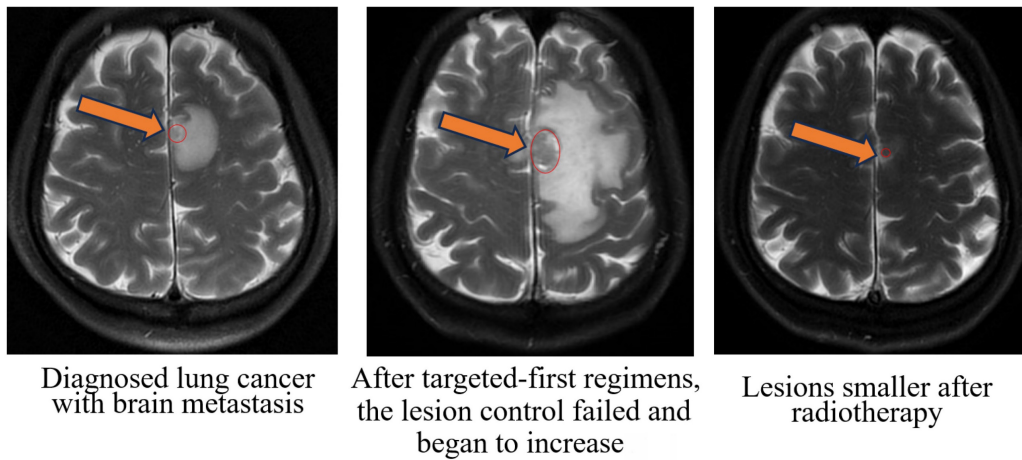 Diagnosed lung cancer
with brain metastasis
After targeted-first regimens,
the lesion control failed and
began to increase
Lesions smaller after
radiotherapy